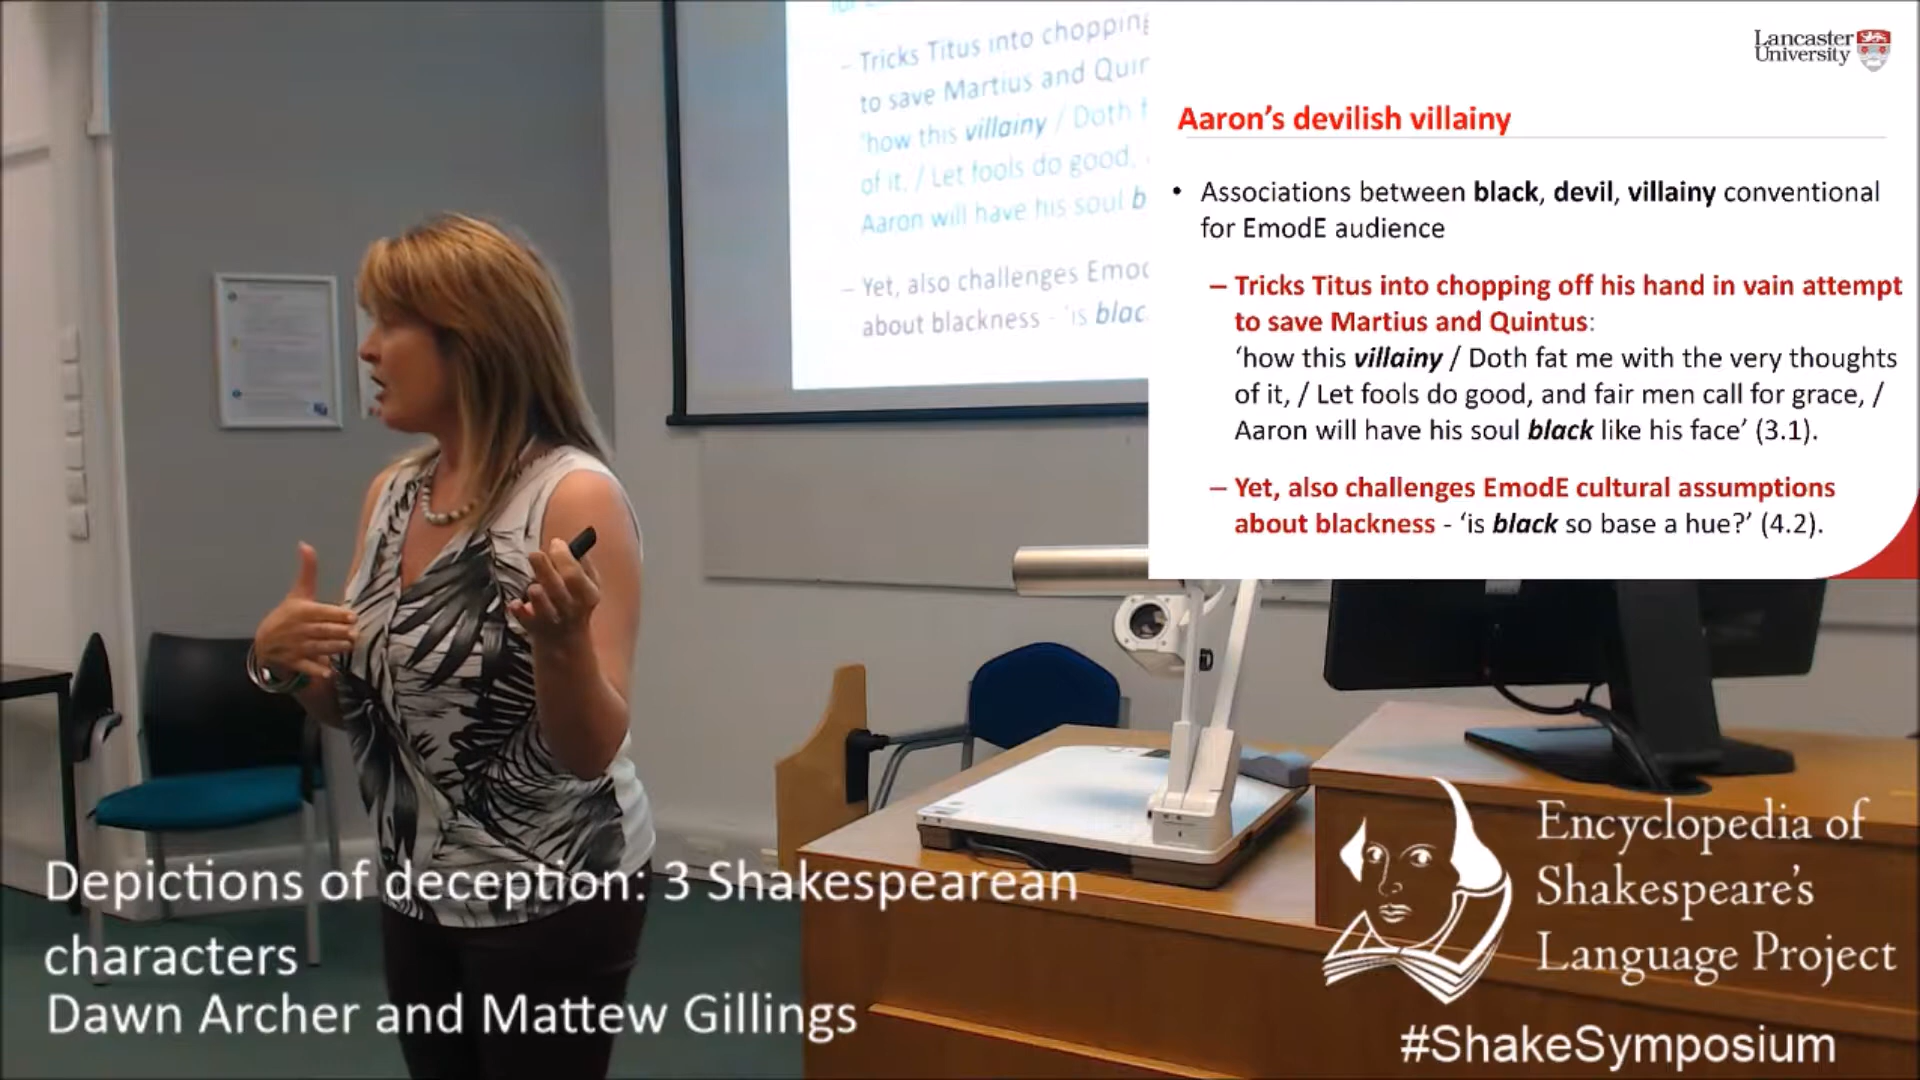 – Tricks Titus into chopping
to save Martius and Quin
'how this villainy / Doth f
of it, / Let fools do good,
Aaron will have his soul b
– Yet, also challenges Emod
about blackness - 'is blac
Lancaster
University
Aaron's devilish villainy
• Associations between black, devil, villainy conventional
for EmodE audience
– Tricks Titus into chopping off his hand in vain attempt
to save Martius and Quintus:
'how this villainy / Doth fat me with the very thoughts
of it, / Let fools do good, and fair men call for grace, /
Aaron will have his soul black like his face' (3.1).
– Yet, also challenges EmodE cultural assumptions
about blackness - 'is black so base a hue?' (4.2).
Depictions of deception: 3 Shakespearean
characters
Dawn Archer and Mattew Gillings
Encyclopedia of
Shakespeare's
Language Project
#ShakeSymposium